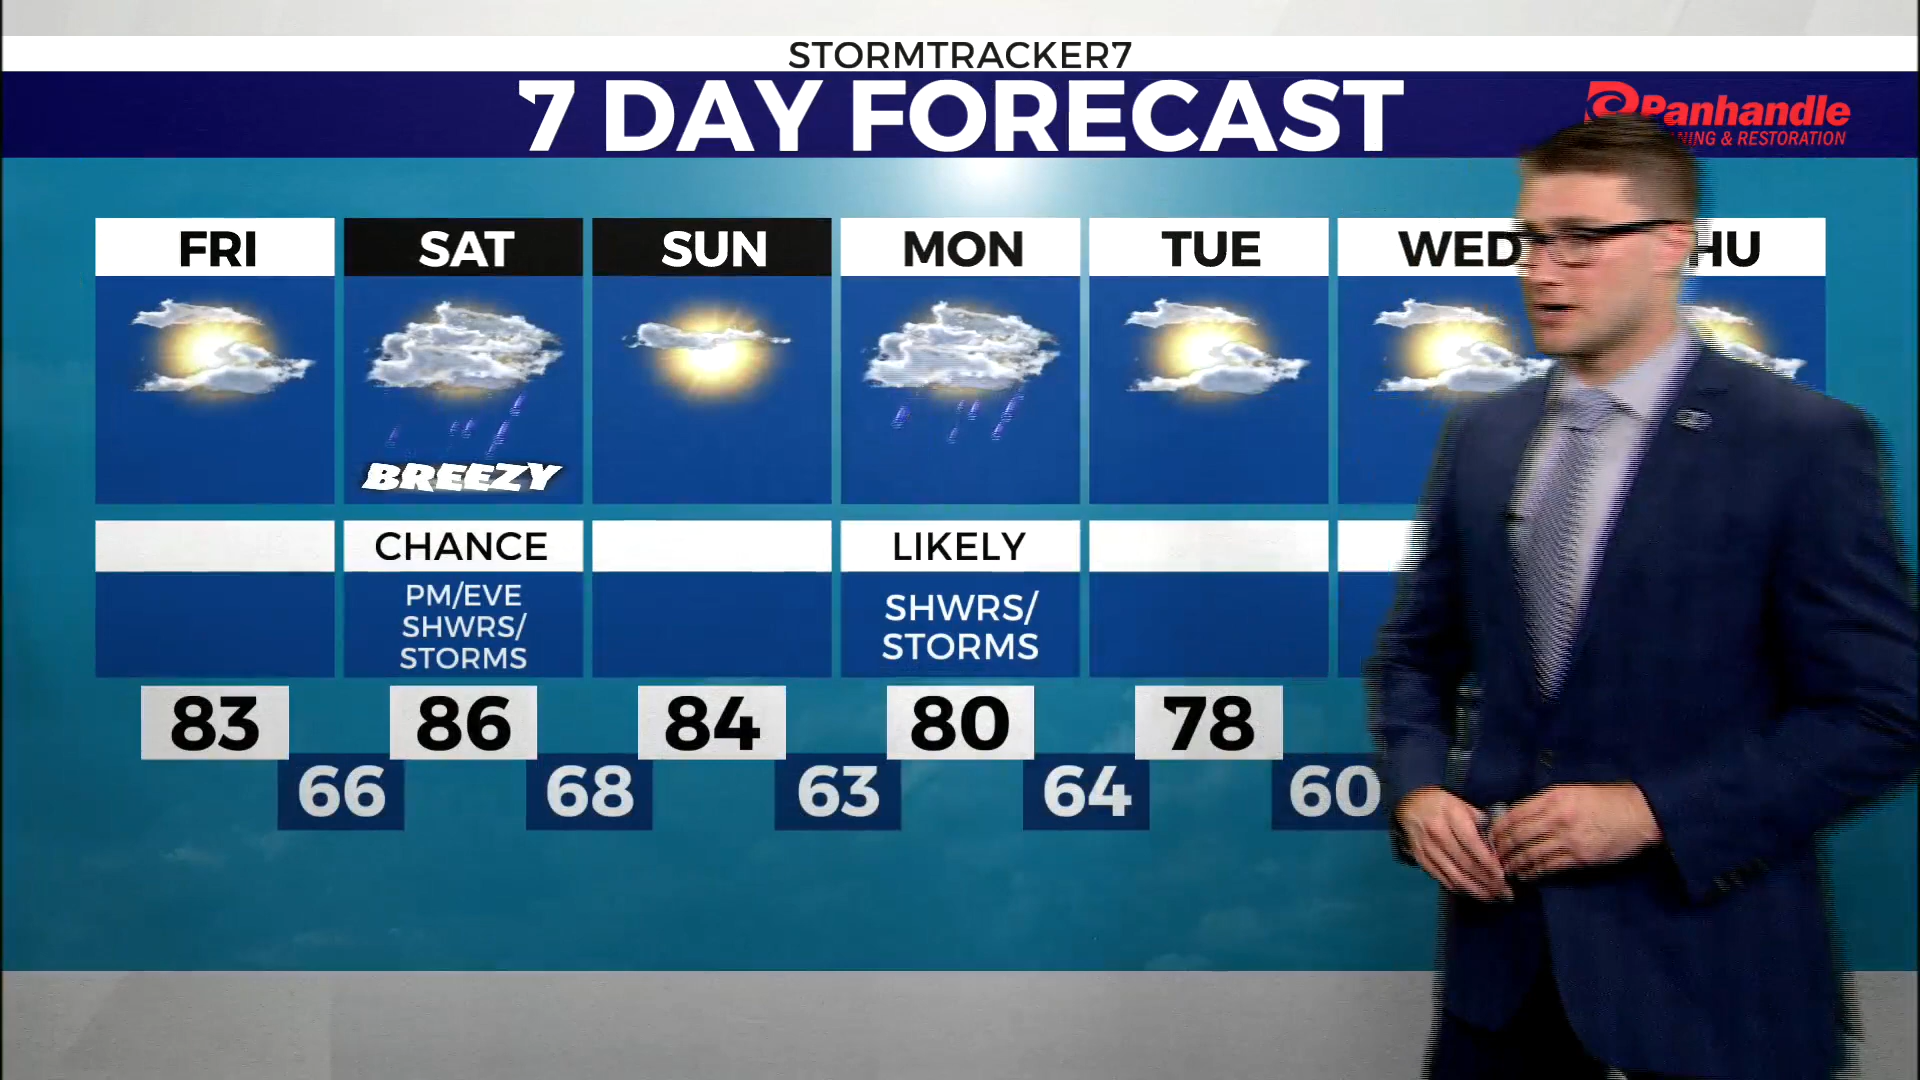 STORMTRACKER7
7 DAY FORECAST
Panhandle
& RESTORATION
FRI
SAT
SUN
MON
TUE
WED
BREEZY
CHANCE
LIKELY
PM/EVE
SHWRS/
STORMS
SHWRS/
STORMS
83
86
84
80
78
66
68
63
64
60